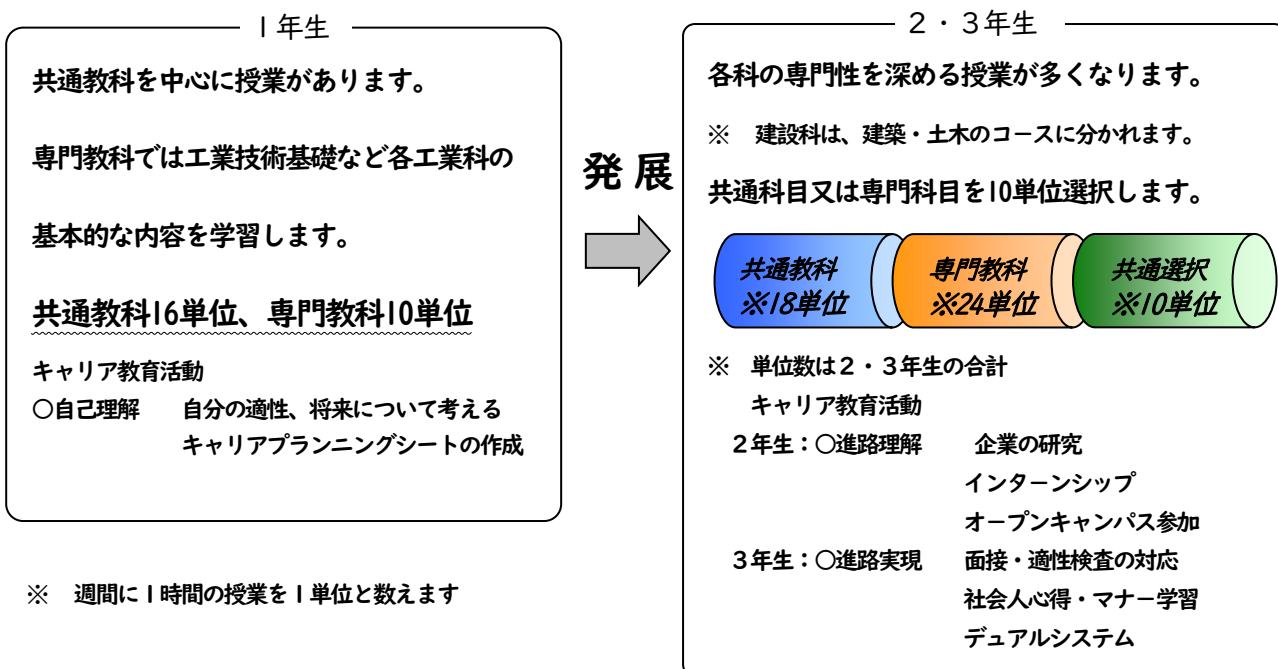 1年生
共通教科を中心に授業があります。
専門教科では工業技術基礎など各工業科の
基本的な内容を学習します。
共通教科16単位、専門教科10単位
キャリア教育活動
○自己理解 自分の適性、将来について考える
キャリアプランニングシートの作成
※ 週間に1時間の授業を1単位と数えます
発展
2・3年生
各科の専門性を深める授業が多くなります。
※ 建設科は、建築・土木のコースに分かれます。
共通科目又は専門科目を10単位選択します。
共通教科
※18単位
専門教科
※24単位
共通選択
※10単位
※ 単位数は2・3年生の合計
キャリア教育活動
2年生:○進路理解 企業の研究
インターンシップ
オープンキャンパス参加
3年生:○進路実現 面接・適性検査の対応
社会人心得・マナー学習
デュアルシステム